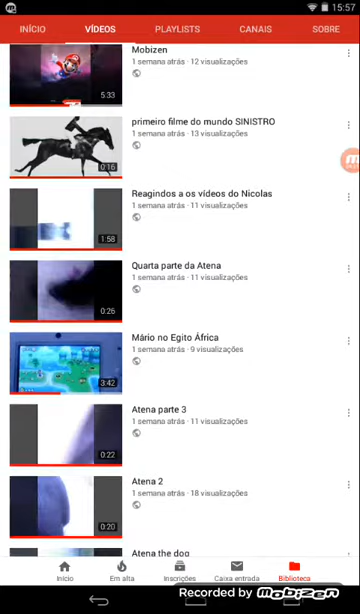 15:57
INÍCIO VÍDEOS PLAYLISTS CANAIS SOBRE
Mobizen
1 semana atrás · 12 visualizações
5:33
primeiro filme do mundo SINISTRO
1 semana atrás · 13 visualizações
0:16
Reagindos a os vídeos do Nicolas
1 semana atrás · 11 visualizações
1:58
Quarta parte da Atena
1 semana atrás · 11 visualizações
0:26
Mário no Egito África
1 semana atrás · 9 visualizações
3:42
Atena parte 3
1 semana atrás · 11 visualizações
0:22
Atena 2
1 semana atrás · 18 visualizações
0:20
Atena the dog
Início Em alta Inscrições Caixa entrada Biblioteca
Recorded by Mobizen